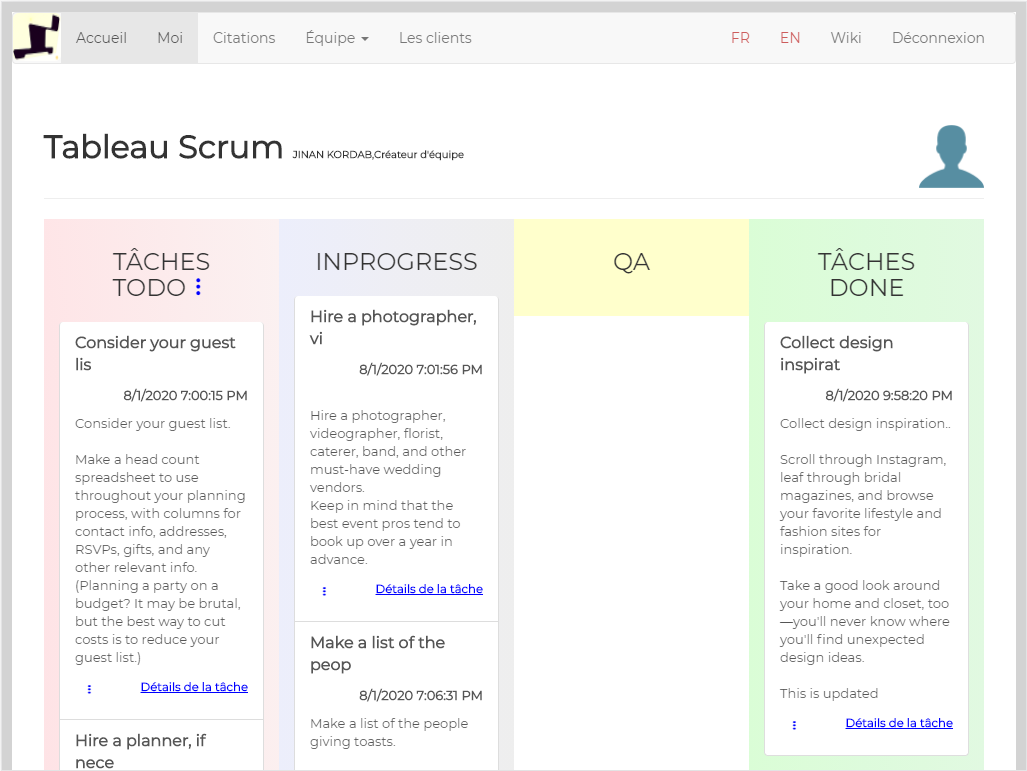 Accueil Moi Citations Équipe Les clients FR EN Wiki Déconnexion
Tableau Scrum JINAN KORDAB,Créateur d'équipe
TÂCHES
TODO
Consider your guest
lis
8/1/2020 7:00:15 PM
Consider your guest list.
Make a head count
spreadsheet to use
throughout your planning
process, with columns for
contact info, addresses,
RSVPs, gifts, and any
other relevant info.
(Planning a party on a
budget? It may be brutal,
but the best way to cut
costs is to reduce your
guest list.)
Détails de la tâche
Hire a planner, if
nece
INPROGRESS
Hire a photographer,
vi
8/1/2020 7:01:56 PM
Hire a photographer,
videographer, florist,
caterer, band, and other
must-have wedding
vendors.
Keep in mind that the
best event pros tend to
book up over a year in
advance.
Détails de la tâche
Make a list of the
peop
8/1/2020 7:06:31 PM
Make a list of the people
giving toasts.
QA
TÂCHES
DONE
Collect design
inspirat
8/1/2020 9:58:20 PM
Collect design inspiration..
Scroll through Instagram,
leaf through bridal
magazines, and browse
your favorite lifestyle and
fashion sites for
inspiration.
Take a good look around
your home and closet, too
—you'll never know where
you'll find unexpected
design ideas.
This is updated
Détails de la tâche